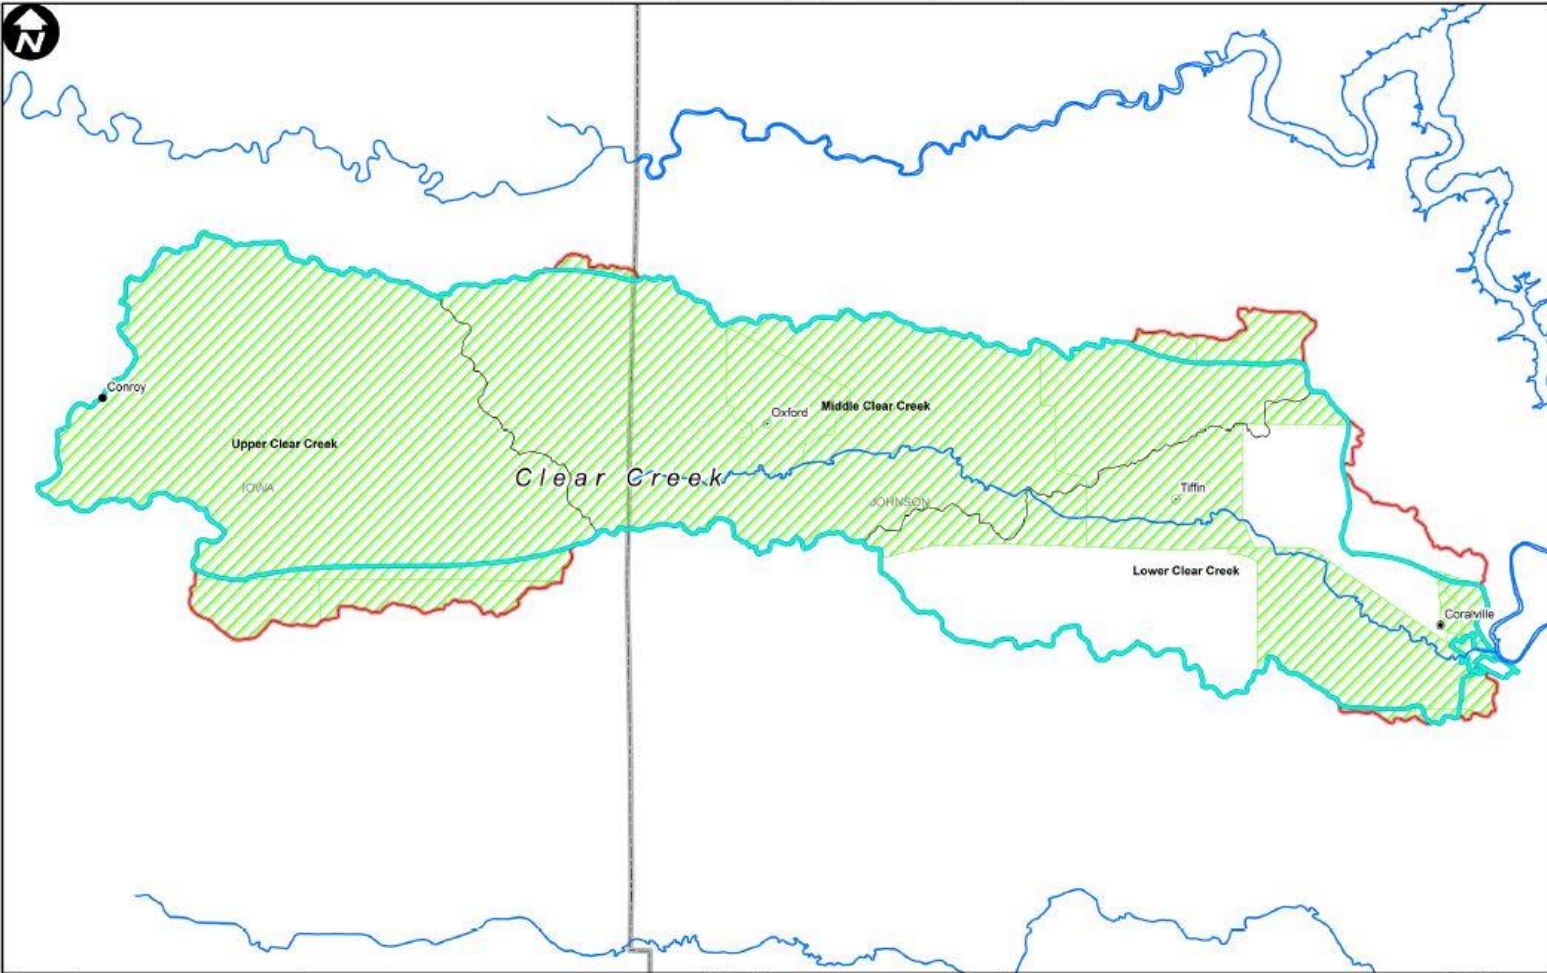 N
Conroy
Oxford
Middle Clear Creek
Upper Clear Creek
Clear Creek
IOWA
Tiffin
JOHNSON
Lower Clear Creek
Coralville